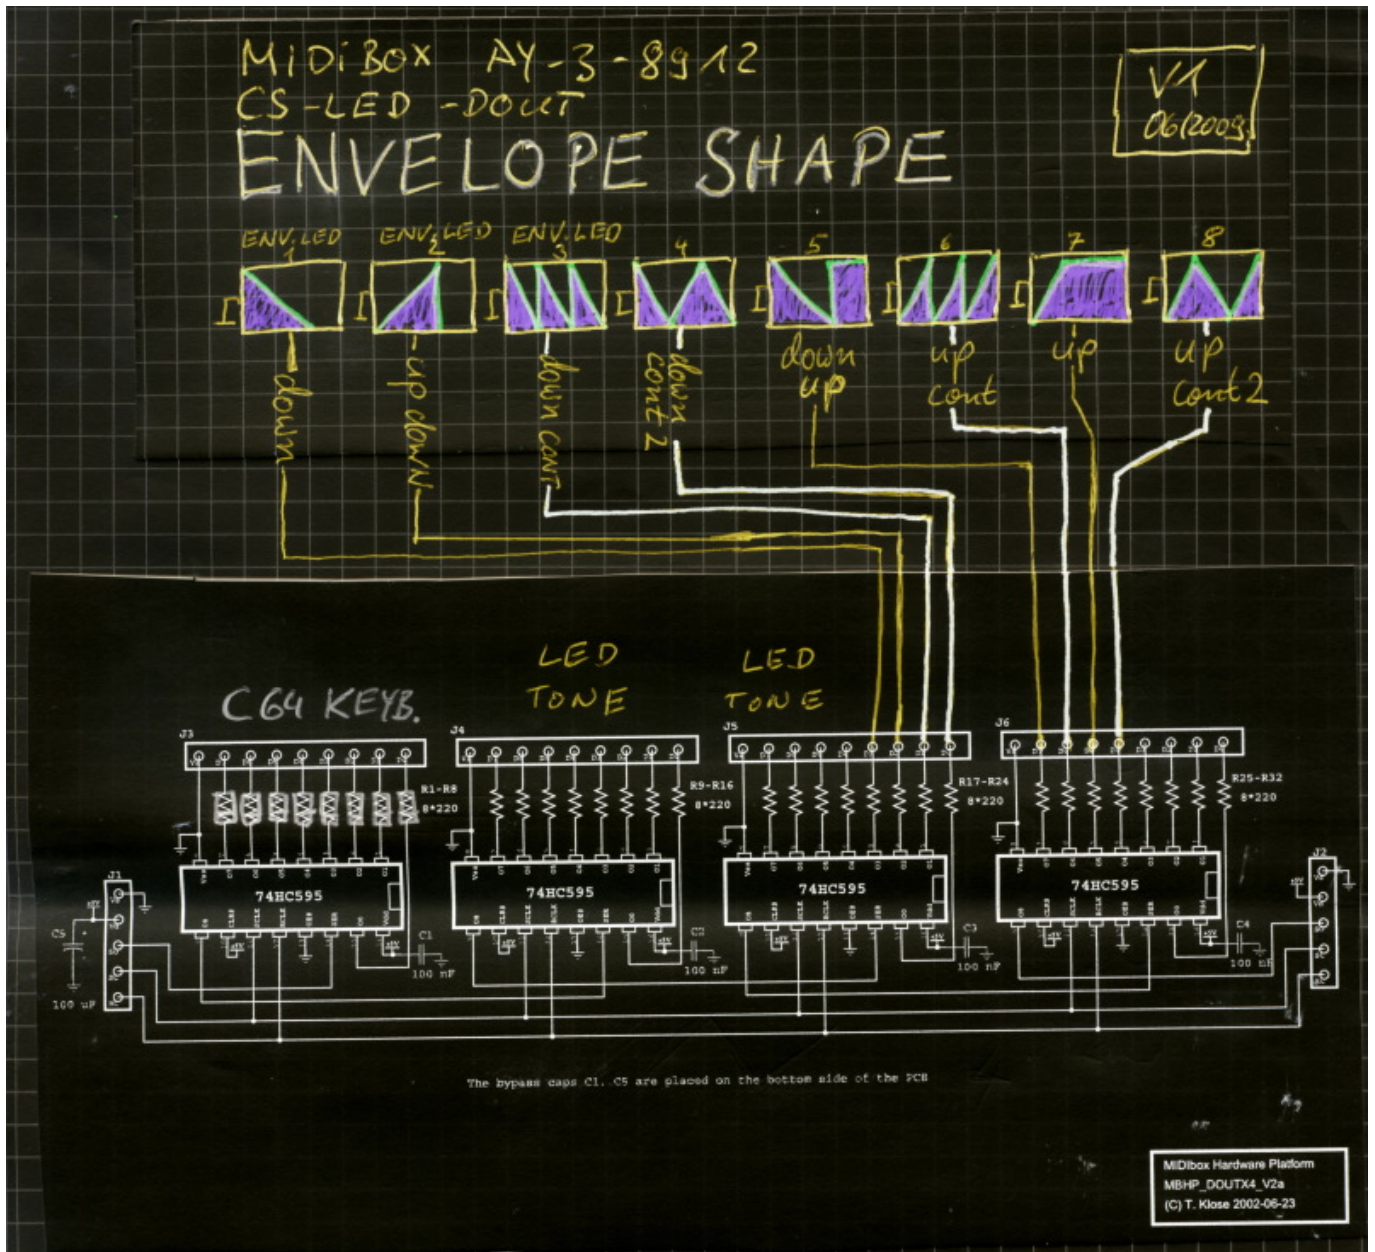 MIDIBOX AY-3-8912
CS-LED-DOUT
ENVELOPE SHAPE
V1
06/2009
ENV.LED 1
ENV.LED 2
ENV.LED 3
4
5
6
7
8
down
up down
down cont
down cont 2
down up
up cont
up
up cont 2
C64 KEYB.
LED TONE
LED TONE
J3
J4
J5
J6
R1-R8
8*220
R9-R16
8*220
R17-R24
8*220
R25-R32
8*220
74HC595
74HC595
74HC595
74HC595
J1
J2
C5
100 uF
C1
100 nF
C2
100 nF
C3
100 nF
C4
100 nF
The bypass caps C1..C5 are placed on the bottom side of the PCB
MIDIbox Hardware Platform
MBHP_DOUTX4_V2a
(C) T. Klose 2002-06-23